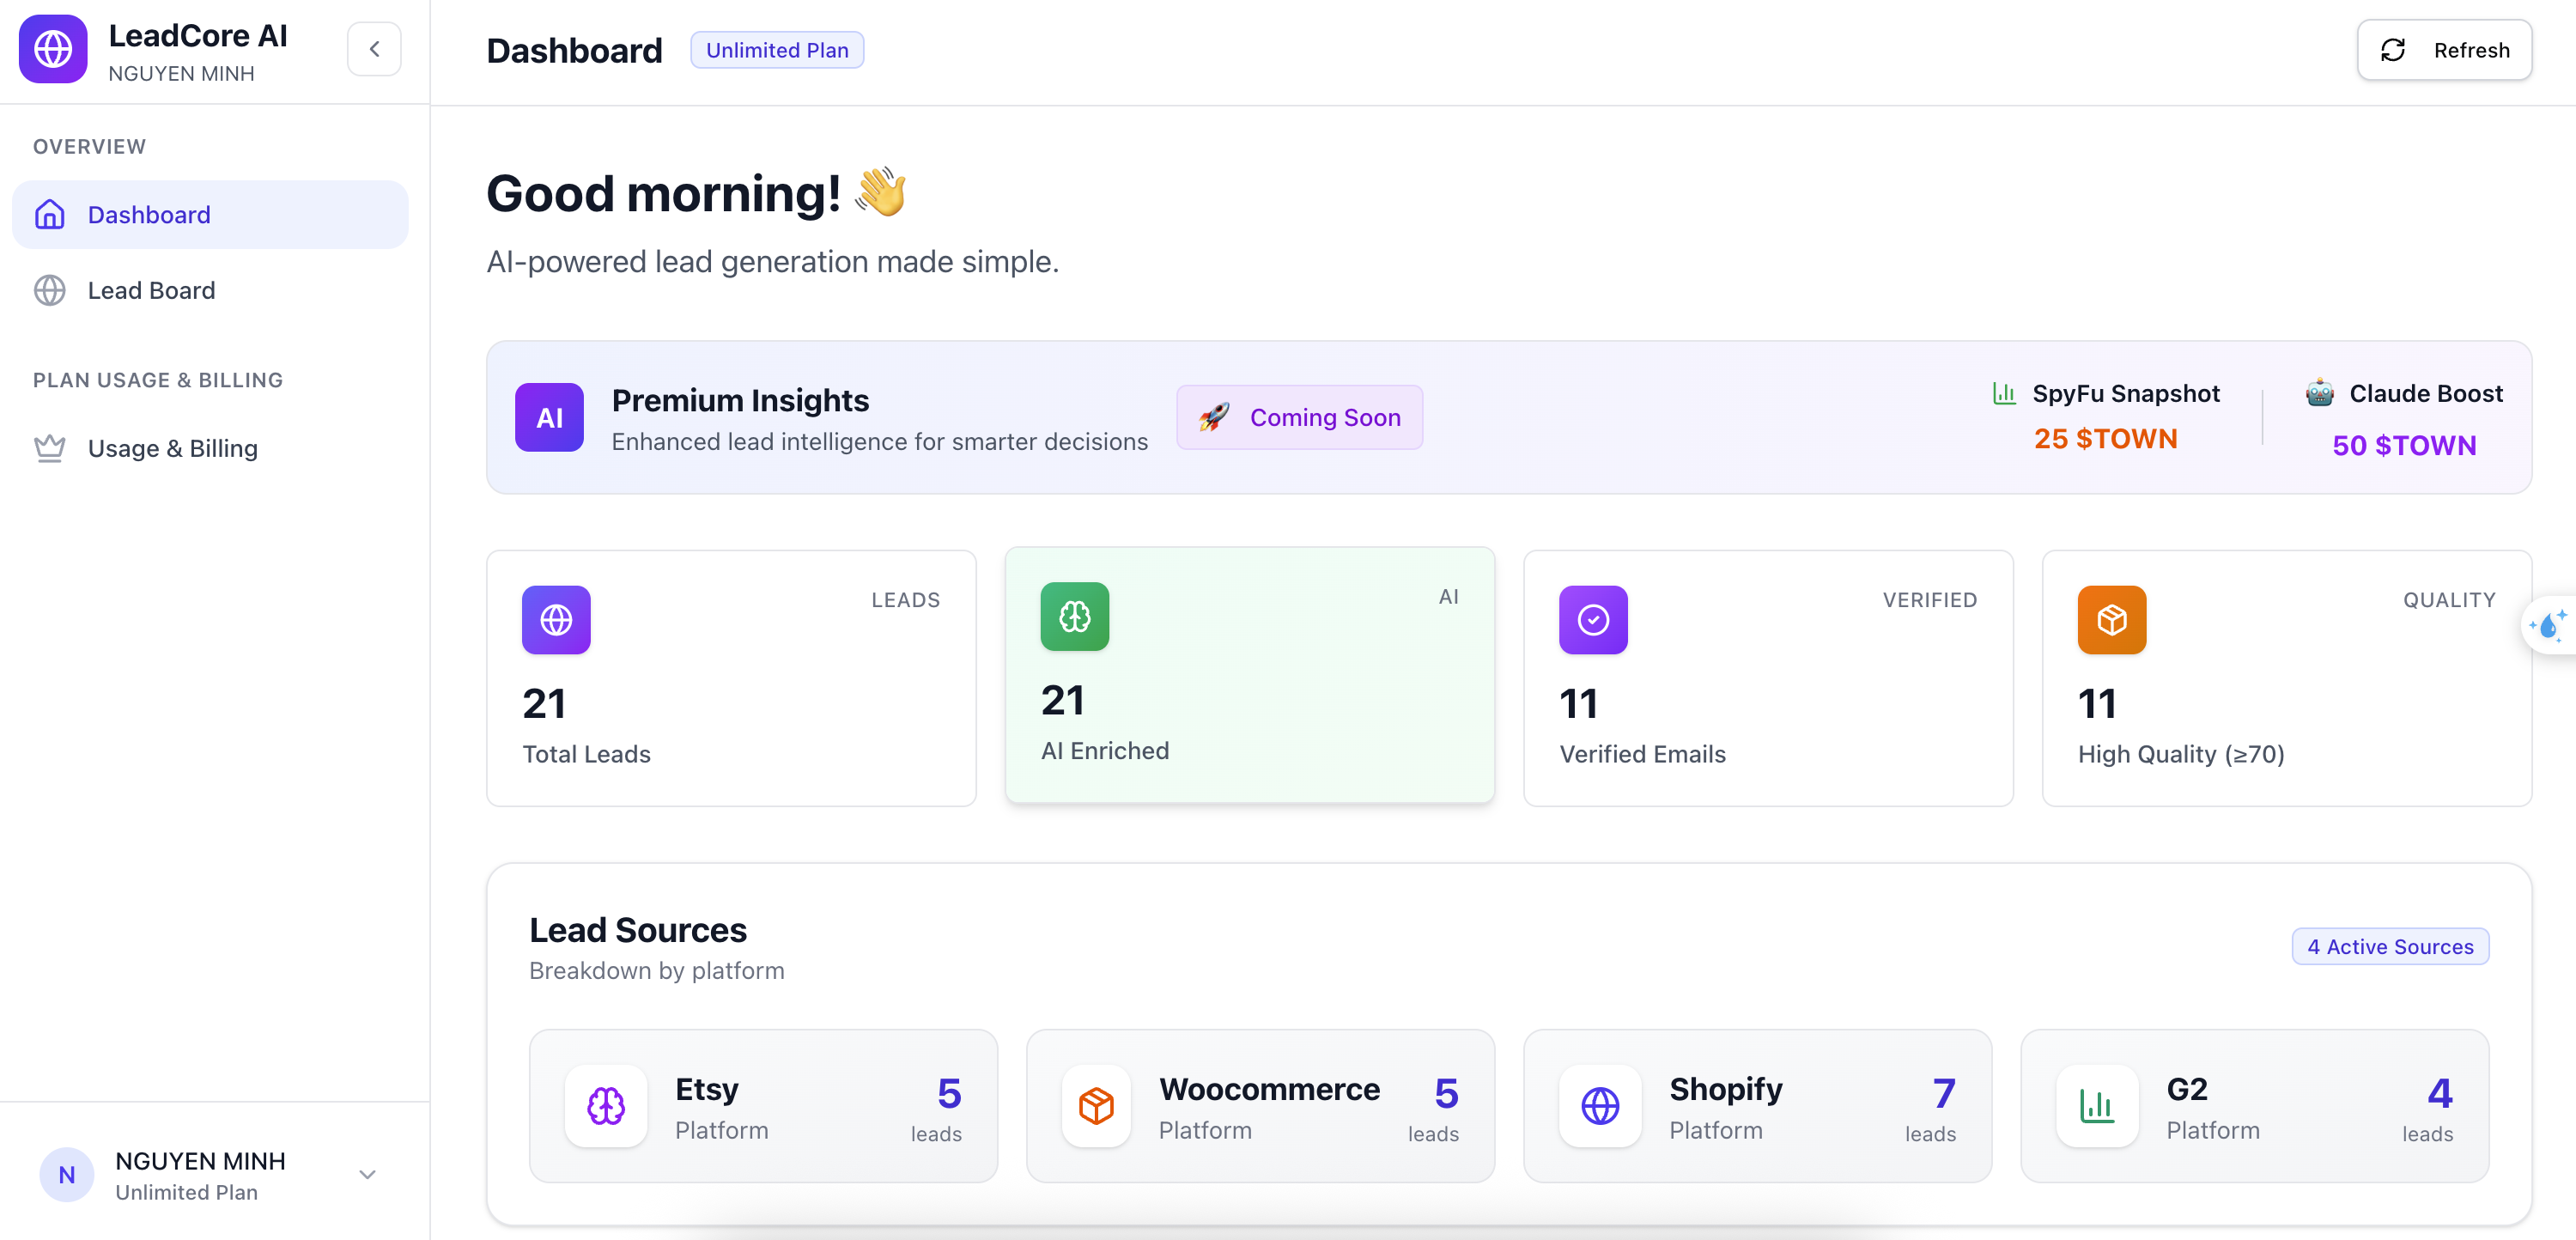 LeadCore AI
NGUYEN MINH
OVERVIEW
Dashboard
Lead Board
PLAN USAGE & BILLING
Usage & Billing
NGUYEN MINH
Unlimited Plan
N
Dashboard
Unlimited Plan
Refresh
Good morning! 👋
AI-powered lead generation made simple.
AI
Premium Insights
Enhanced lead intelligence for smarter decisions
🚀 Coming Soon
SpyFu Snapshot
25 $TOWN
🤖 Claude Boost
50 $TOWN
LEADS
21
Total Leads
AI
21
AI Enriched
VERIFIED
11
Verified Emails
QUALITY
11
High Quality (≥70)
Lead Sources
Breakdown by platform
4 Active Sources
Etsy
Platform
5
leads
Woocommerce
Platform
5
leads
Shopify
Platform
7
leads
G2
Platform
4
leads